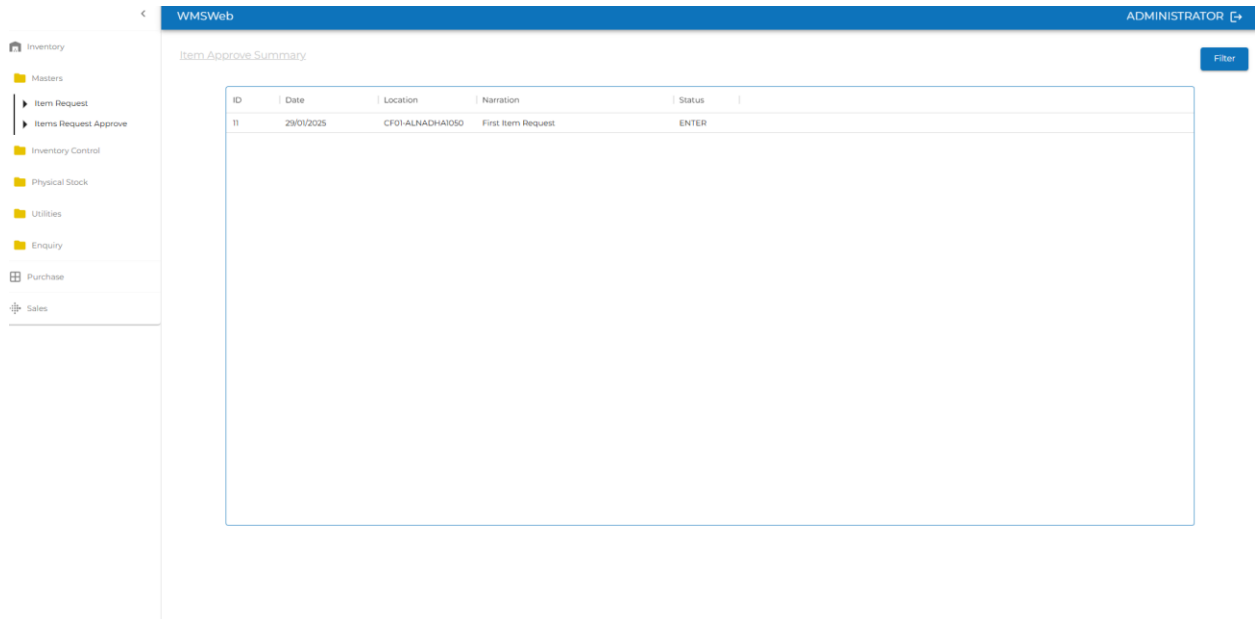 WMSWeb
ADMINISTRATOR
Inventory
Masters
Item Request
Items Request Approve
Inventory Control
Physical Stock
Utilities
Enquiry
Purchase
Sales
Item Approve Summary
Filter
ID Date Location Narration Status
11 29/01/2025 CF01-ALNADHA1050 First Item Request ENTER